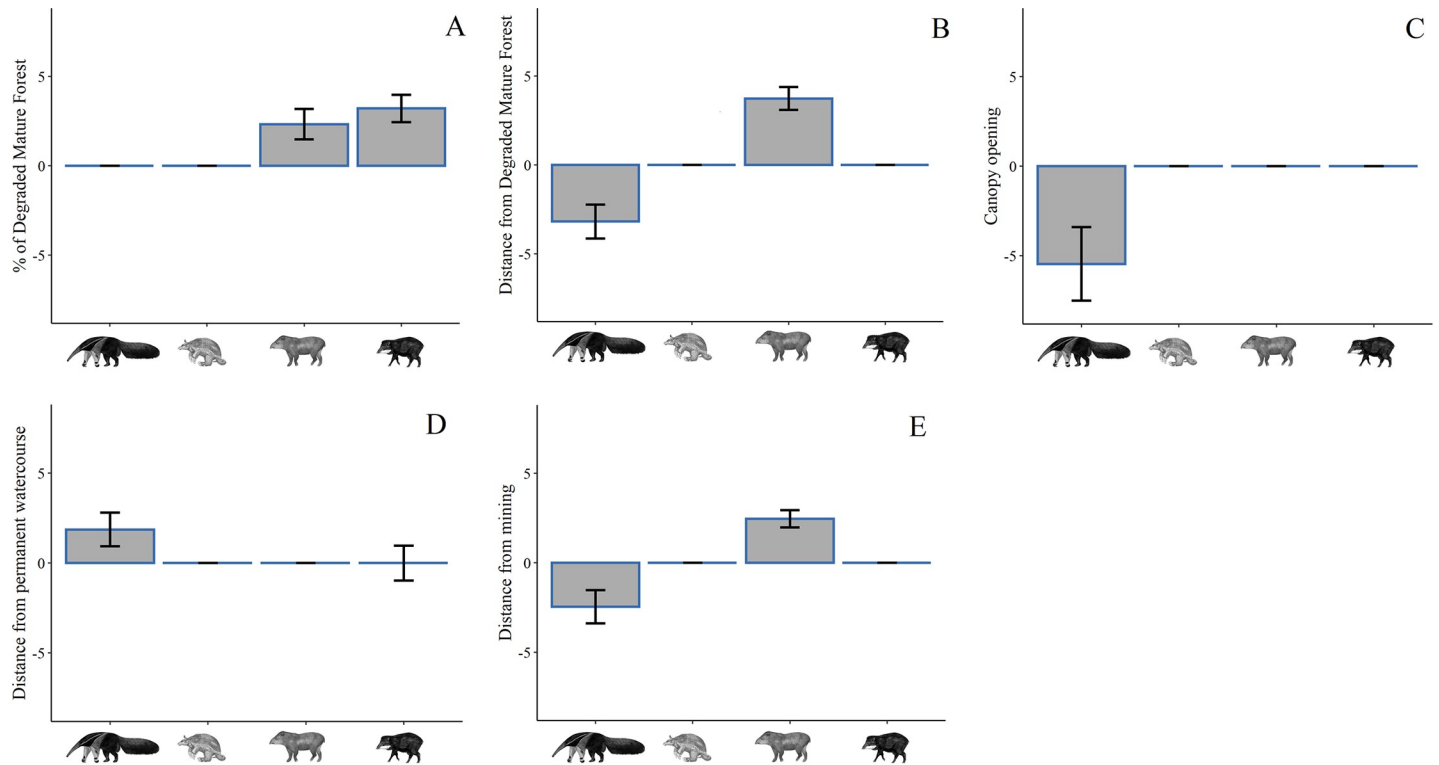 A
% of Degraded Mature Forest
5
0
-5
B
Distance from Degraded Mature Forest
5
0
-5
C
Canopy opening
5
0
-5
D
Distance from permanent watercourse
5
0
-5
E
Distance from mining
5
0
-5